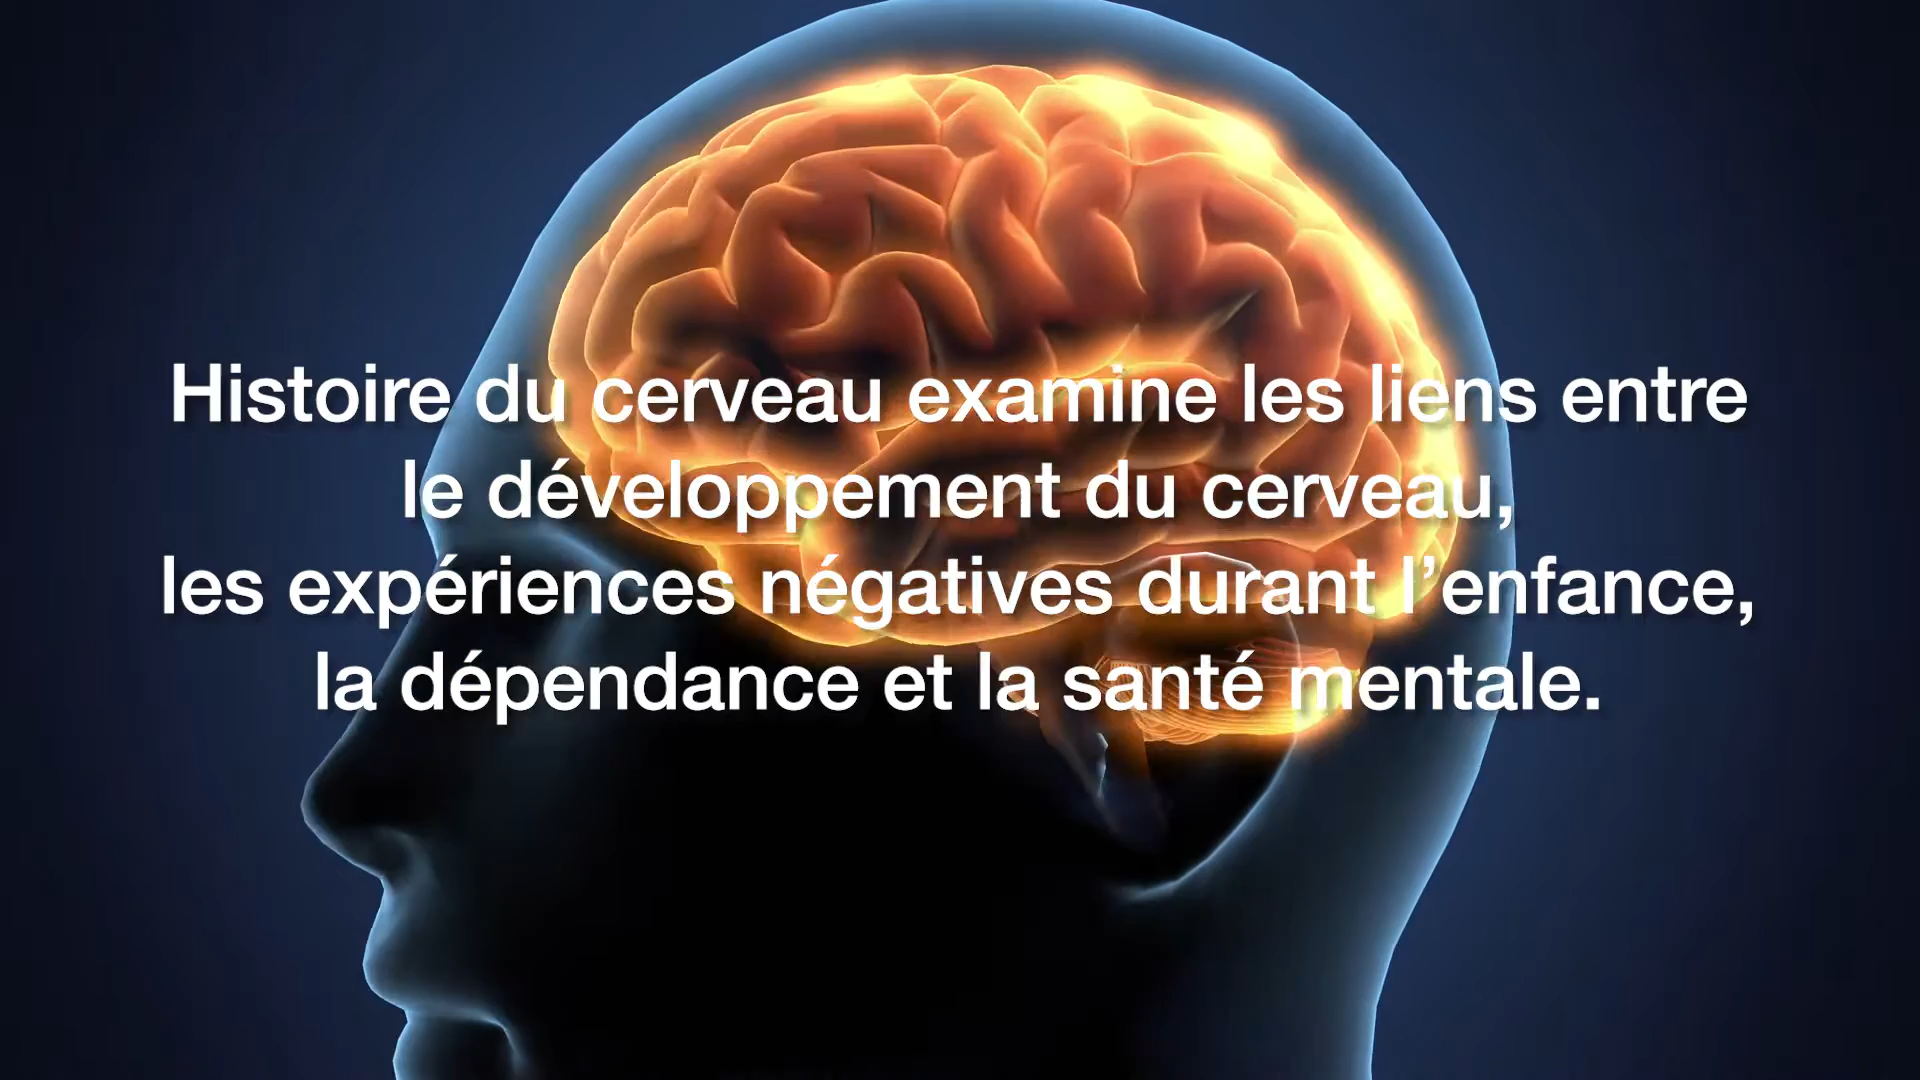 Histoire du cerveau examine les liens entre
le développement du cerveau,
les expériences négatives durant l’enfance,
la dépendance et la santé mentale.